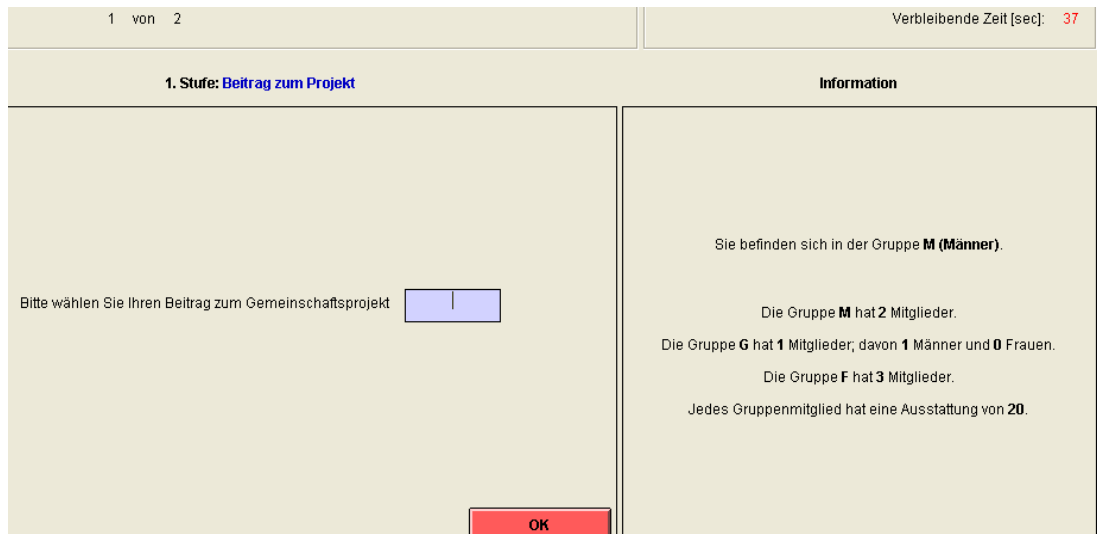 1 von 2
Verbleibende Zeit [sec]: 37
1. Stufe: Beitrag zum Projekt
Information
Bitte wählen Sie Ihren Beitrag zum Gemeinschaftsprojekt
OK
Sie befinden sich in der Gruppe M (Männer).
Die Gruppe M hat 2 Mitglieder.
Die Gruppe G hat 1 Mitglieder; davon 1 Männer und 0 Frauen.
Die Gruppe F hat 3 Mitglieder.
Jedes Gruppenmitglied hat eine Ausstattung von 20.